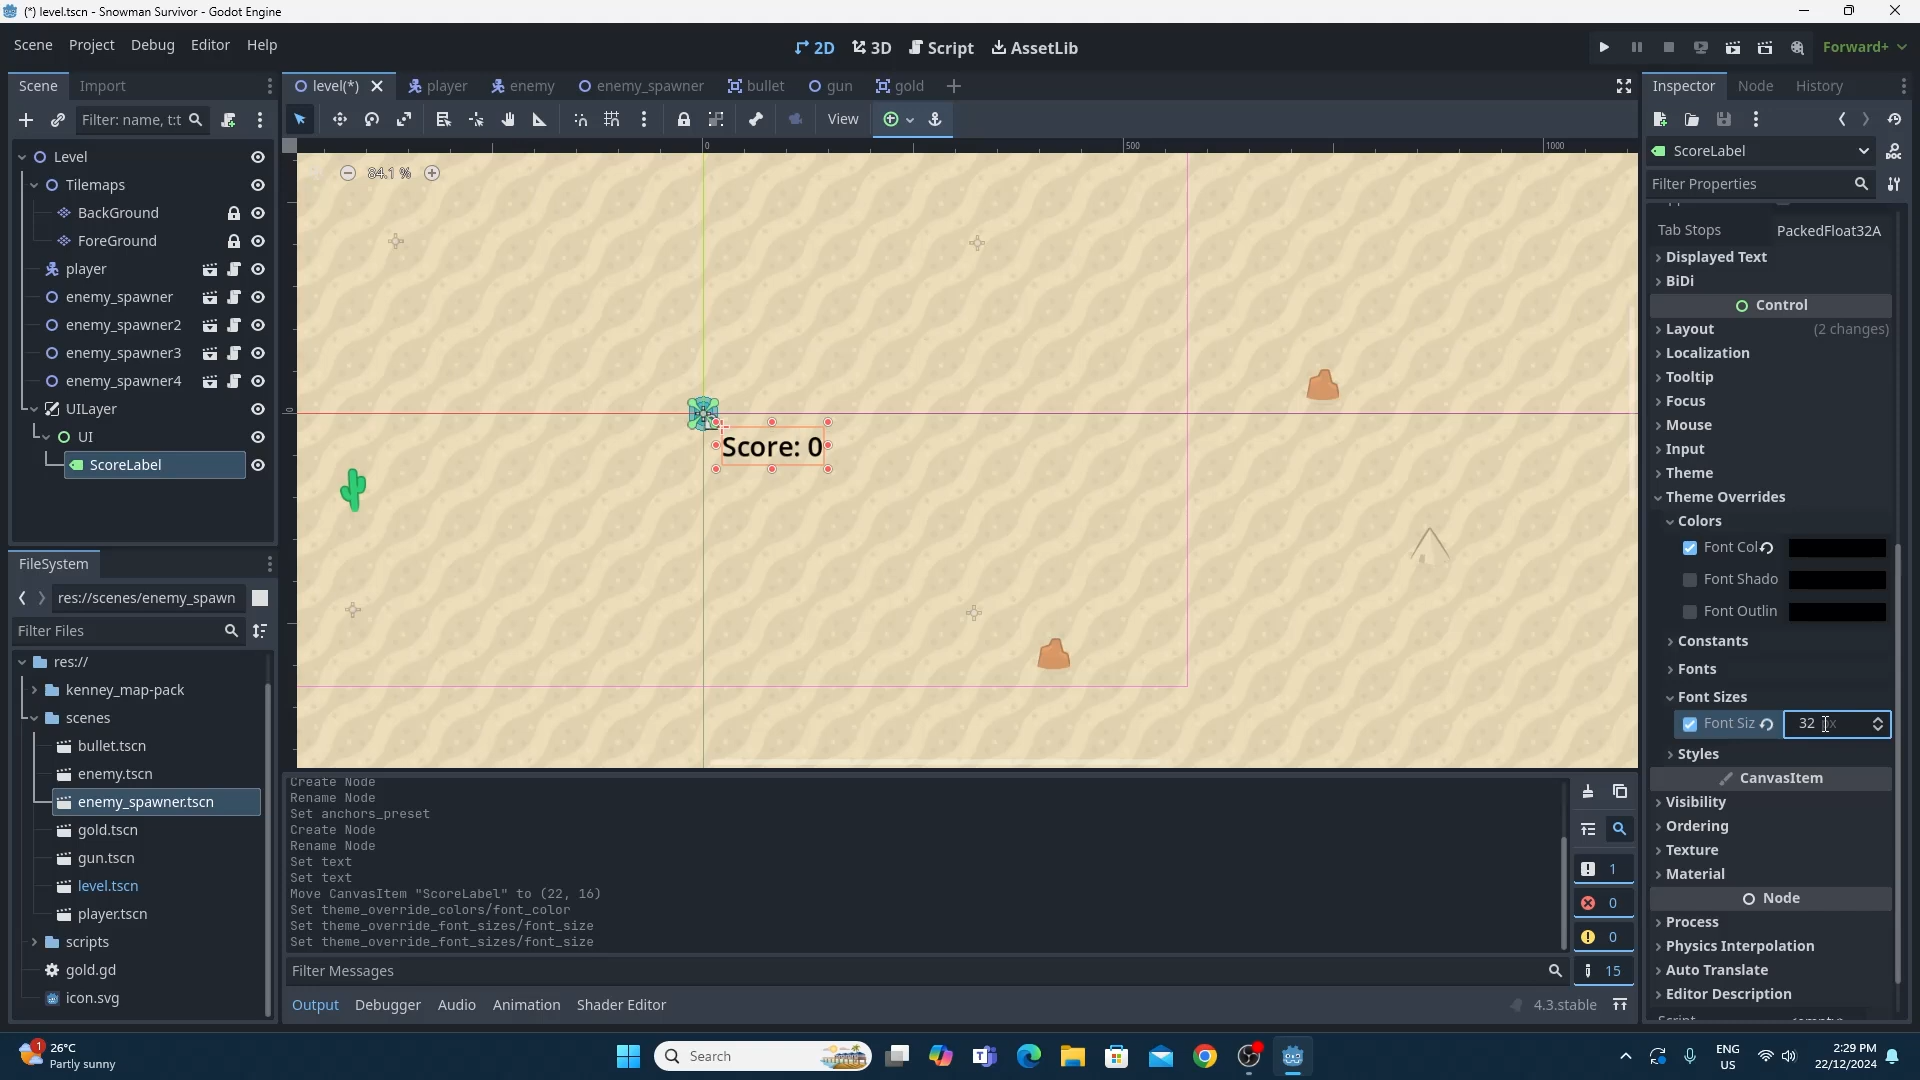 (*) level.tscn - Snowman Survivor - Godot Engine
Scene Project Debug Editor Help
2D 3D Script AssetLib
Forward+
Scene Import
level(*) player enemy enemy_spawner bullet gun gold
Inspector Node History
Filter: name, t:t
View
ScoreLabel
Filter Properties
Level
Tilemaps
BackGround
ForeGround
player
enemy_spawner
enemy_spawner2
enemy_spawner3
enemy_spawner4
UILayer
UI
ScoreLabel
0 500 1000
84.1 %
0
Score: 0
Tab Stops PackedFloat32A
Displayed Text
BiDi
Control
Layout (2 changes)
Localization
Tooltip
Focus
Mouse
Input
Theme
Theme Overrides
Colors
Font Col
Font Shado
Font Outlin
Constants
Fonts
Font Sizes
Font Siz 32 px
Styles
CanvasItem
Visibility
Ordering
Texture
Material
Node
Process
Physics Interpolation
Auto Translate
Editor Description
FileSystem
res://scenes/enemy_spawn
Filter Files
res://
kenney_map-pack
scenes
bullet.tscn
enemy.tscn
enemy_spawner.tscn
gold.tscn
gun.tscn
level.tscn
player.tscn
scripts
gold.gd
icon.svg
Create Node
Rename Node
Set anchors_preset
Create Node
Rename Node
Set text
Set text
Move CanvasItem "ScoreLabel" to (22, 16)
Set theme_override_colors/font_color
Set theme_override_font_sizes/font_size
Set theme_override_font_sizes/font_size
1
0
0
15
Filter Messages
Output Debugger Audio Animation Shader Editor
4.3.stable
1
26°C
Partly sunny
Search
ENG
US
2:29 PM
22/12/2024